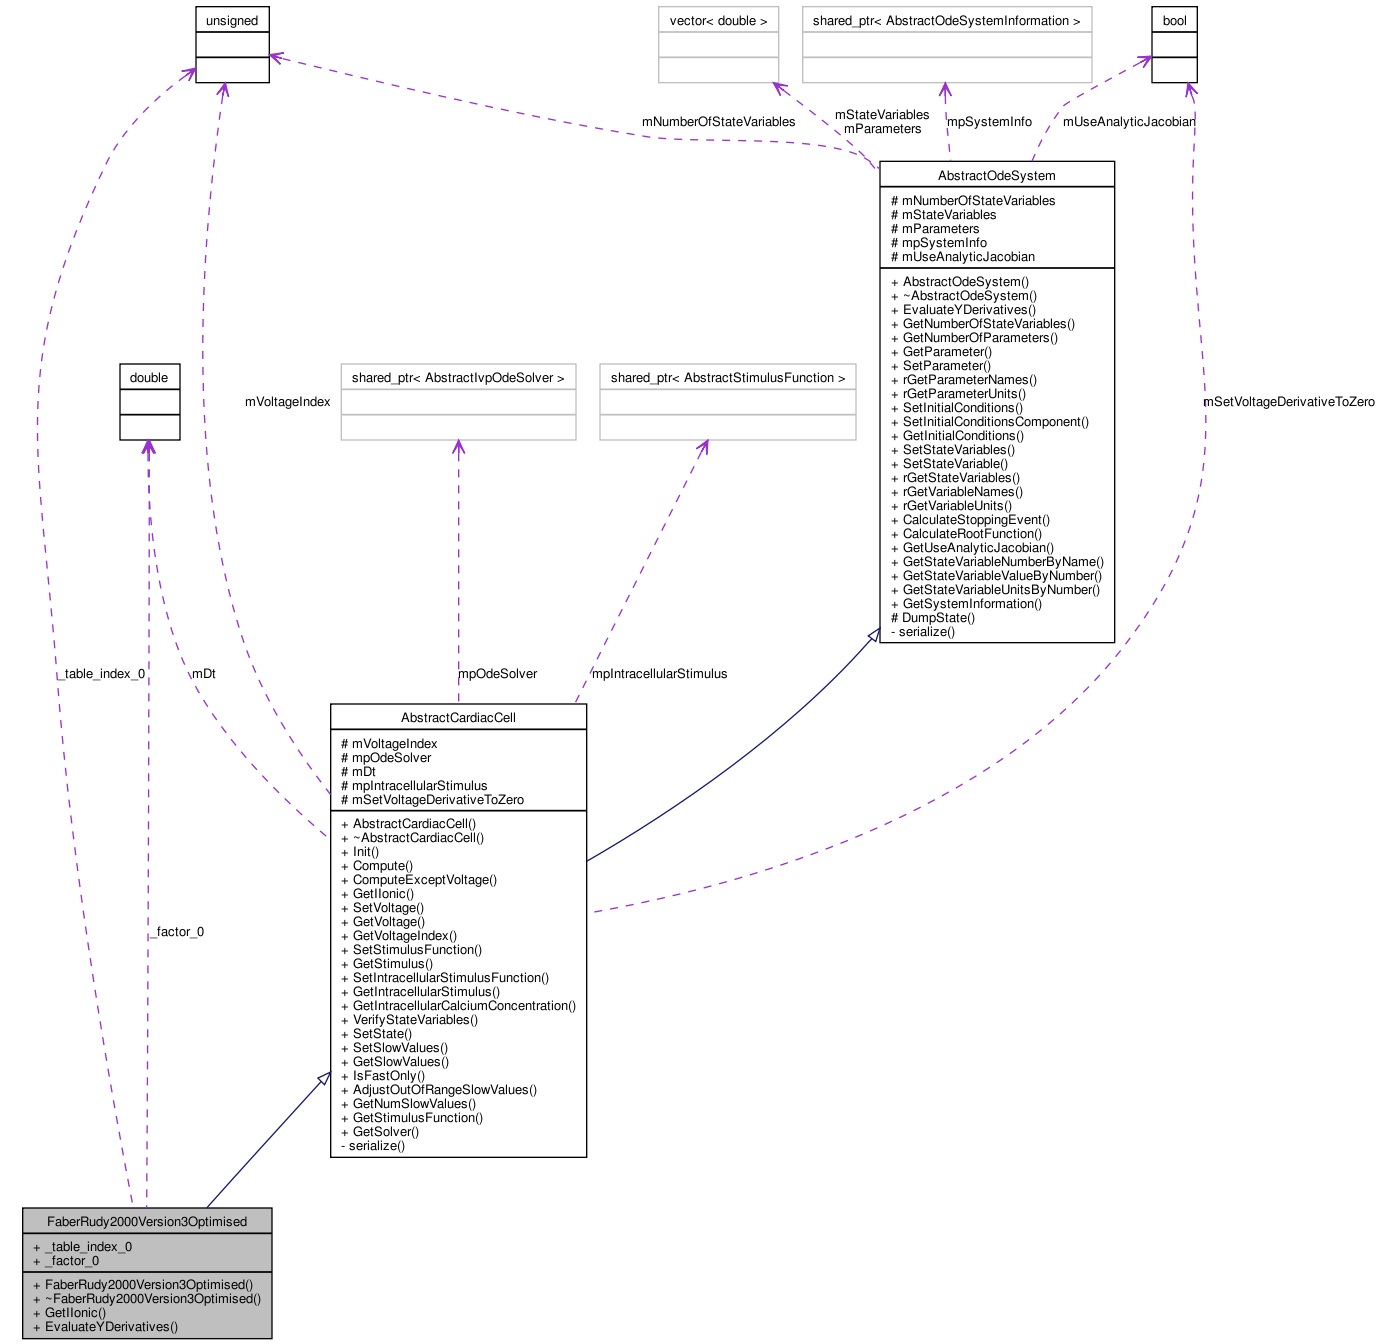 unsigned
vector< double >
shared_ptr< AbstractOdeSystemInformation >
bool
mNumberOfStateVariables
mStateVariables
mParameters
mpSystemInfo
mUseAnalyticJacobian
AbstractOdeSystem
# mNumberOfStateVariables
# mStateVariables
# mParameters
# mpSystemInfo
# mUseAnalyticJacobian
+ AbstractOdeSystem()
+ ~AbstractOdeSystem()
+ EvaluateYDerivatives()
+ GetNumberOfStateVariables()
+ GetNumberOfParameters()
+ GetParameter()
+ SetParameter()
+ rGetParameterNames()
+ rGetParameterUnits()
+ SetInitialConditions()
+ SetInitialConditionsComponent()
+ GetInitialConditions()
+ SetStateVariables()
+ SetStateVariable()
+ rGetStateVariables()
+ rGetVariableNames()
+ rGetVariableUnits()
+ CalculateStoppingEvent()
+ CalculateRootFunction()
+ GetUseAnalyticJacobian()
+ GetStateVariableNumberByName()
+ GetStateVariableValueByNumber()
+ GetStateVariableUnitsByNumber()
+ GetSystemInformation()
# DumpState()
- serialize()
double
shared_ptr< AbstractIvpOdeSolver >
shared_ptr< AbstractStimulusFunction >
mVoltageIndex
mSetVoltageDerivativeToZero
_table_index_0
mDt
mpOdeSolver
mpIntracellularStimulus
AbstractCardiacCell
# mVoltageIndex
# mpOdeSolver
# mDt
# mpIntracellularStimulus
# mSetVoltageDerivativeToZero
+ AbstractCardiacCell()
+ ~AbstractCardiacCell()
+ Init()
+ Compute()
+ ComputeExceptVoltage()
+ GetIIonic()
+ SetVoltage()
+ GetVoltage()
+ GetVoltageIndex()
+ SetStimulusFunction()
+ GetStimulus()
+ SetIntracellularStimulusFunction()
+ GetIntracellularStimulus()
+ GetIntracellularCalciumConcentration()
+ VerifyStateVariables()
+ SetState()
+ SetSlowValues()
+ GetSlowValues()
+ IsFastOnly()
+ AdjustOutOfRangeSlowValues()
+ GetNumSlowValues()
+ GetStimulusFunction()
+ GetSolver()
- serialize()
_factor_0
FaberRudy2000Version3Optimised
+ _table_index_0
+ _factor_0
+ FaberRudy2000Version3Optimised()
+ ~FaberRudy2000Version3Optimised()
+ GetIIonic()
+ EvaluateYDerivatives()